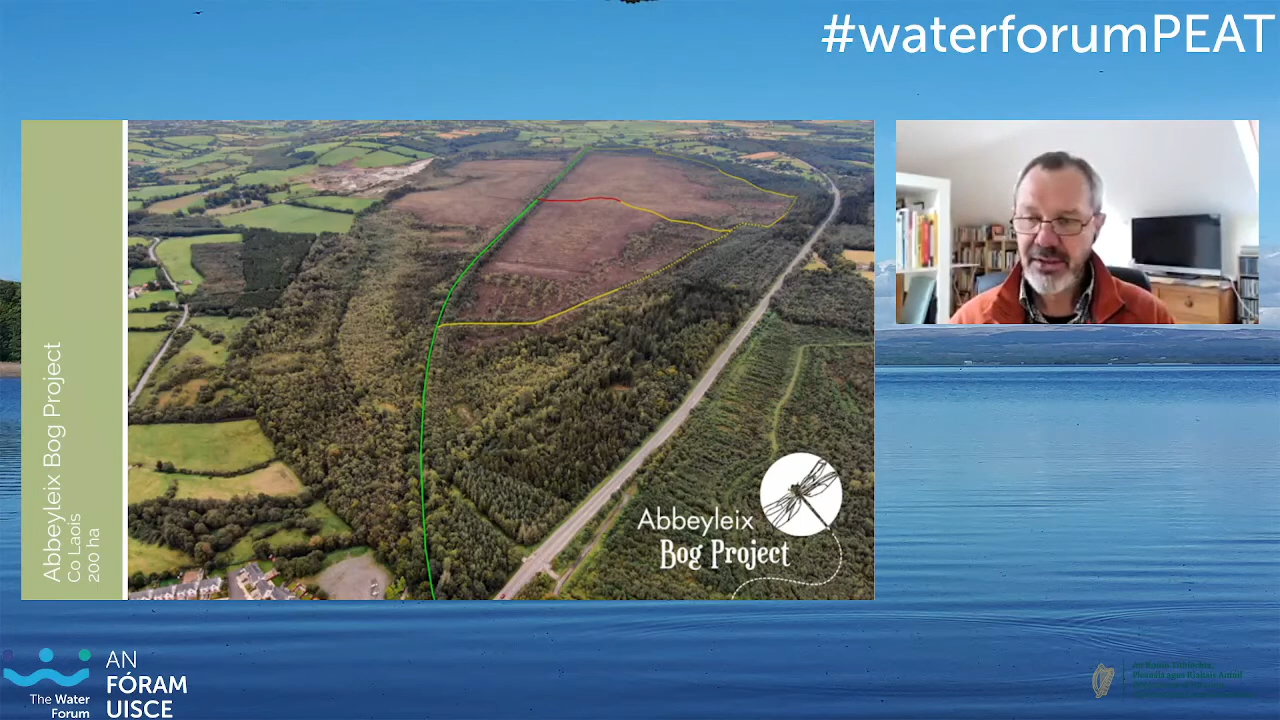 #waterforumPEAT
Abbeyleix Bog Project
Co Laois
200 ha
Abbeyleix
Bog Project
The Water
Forum
AN
FÓRAM
UISCE